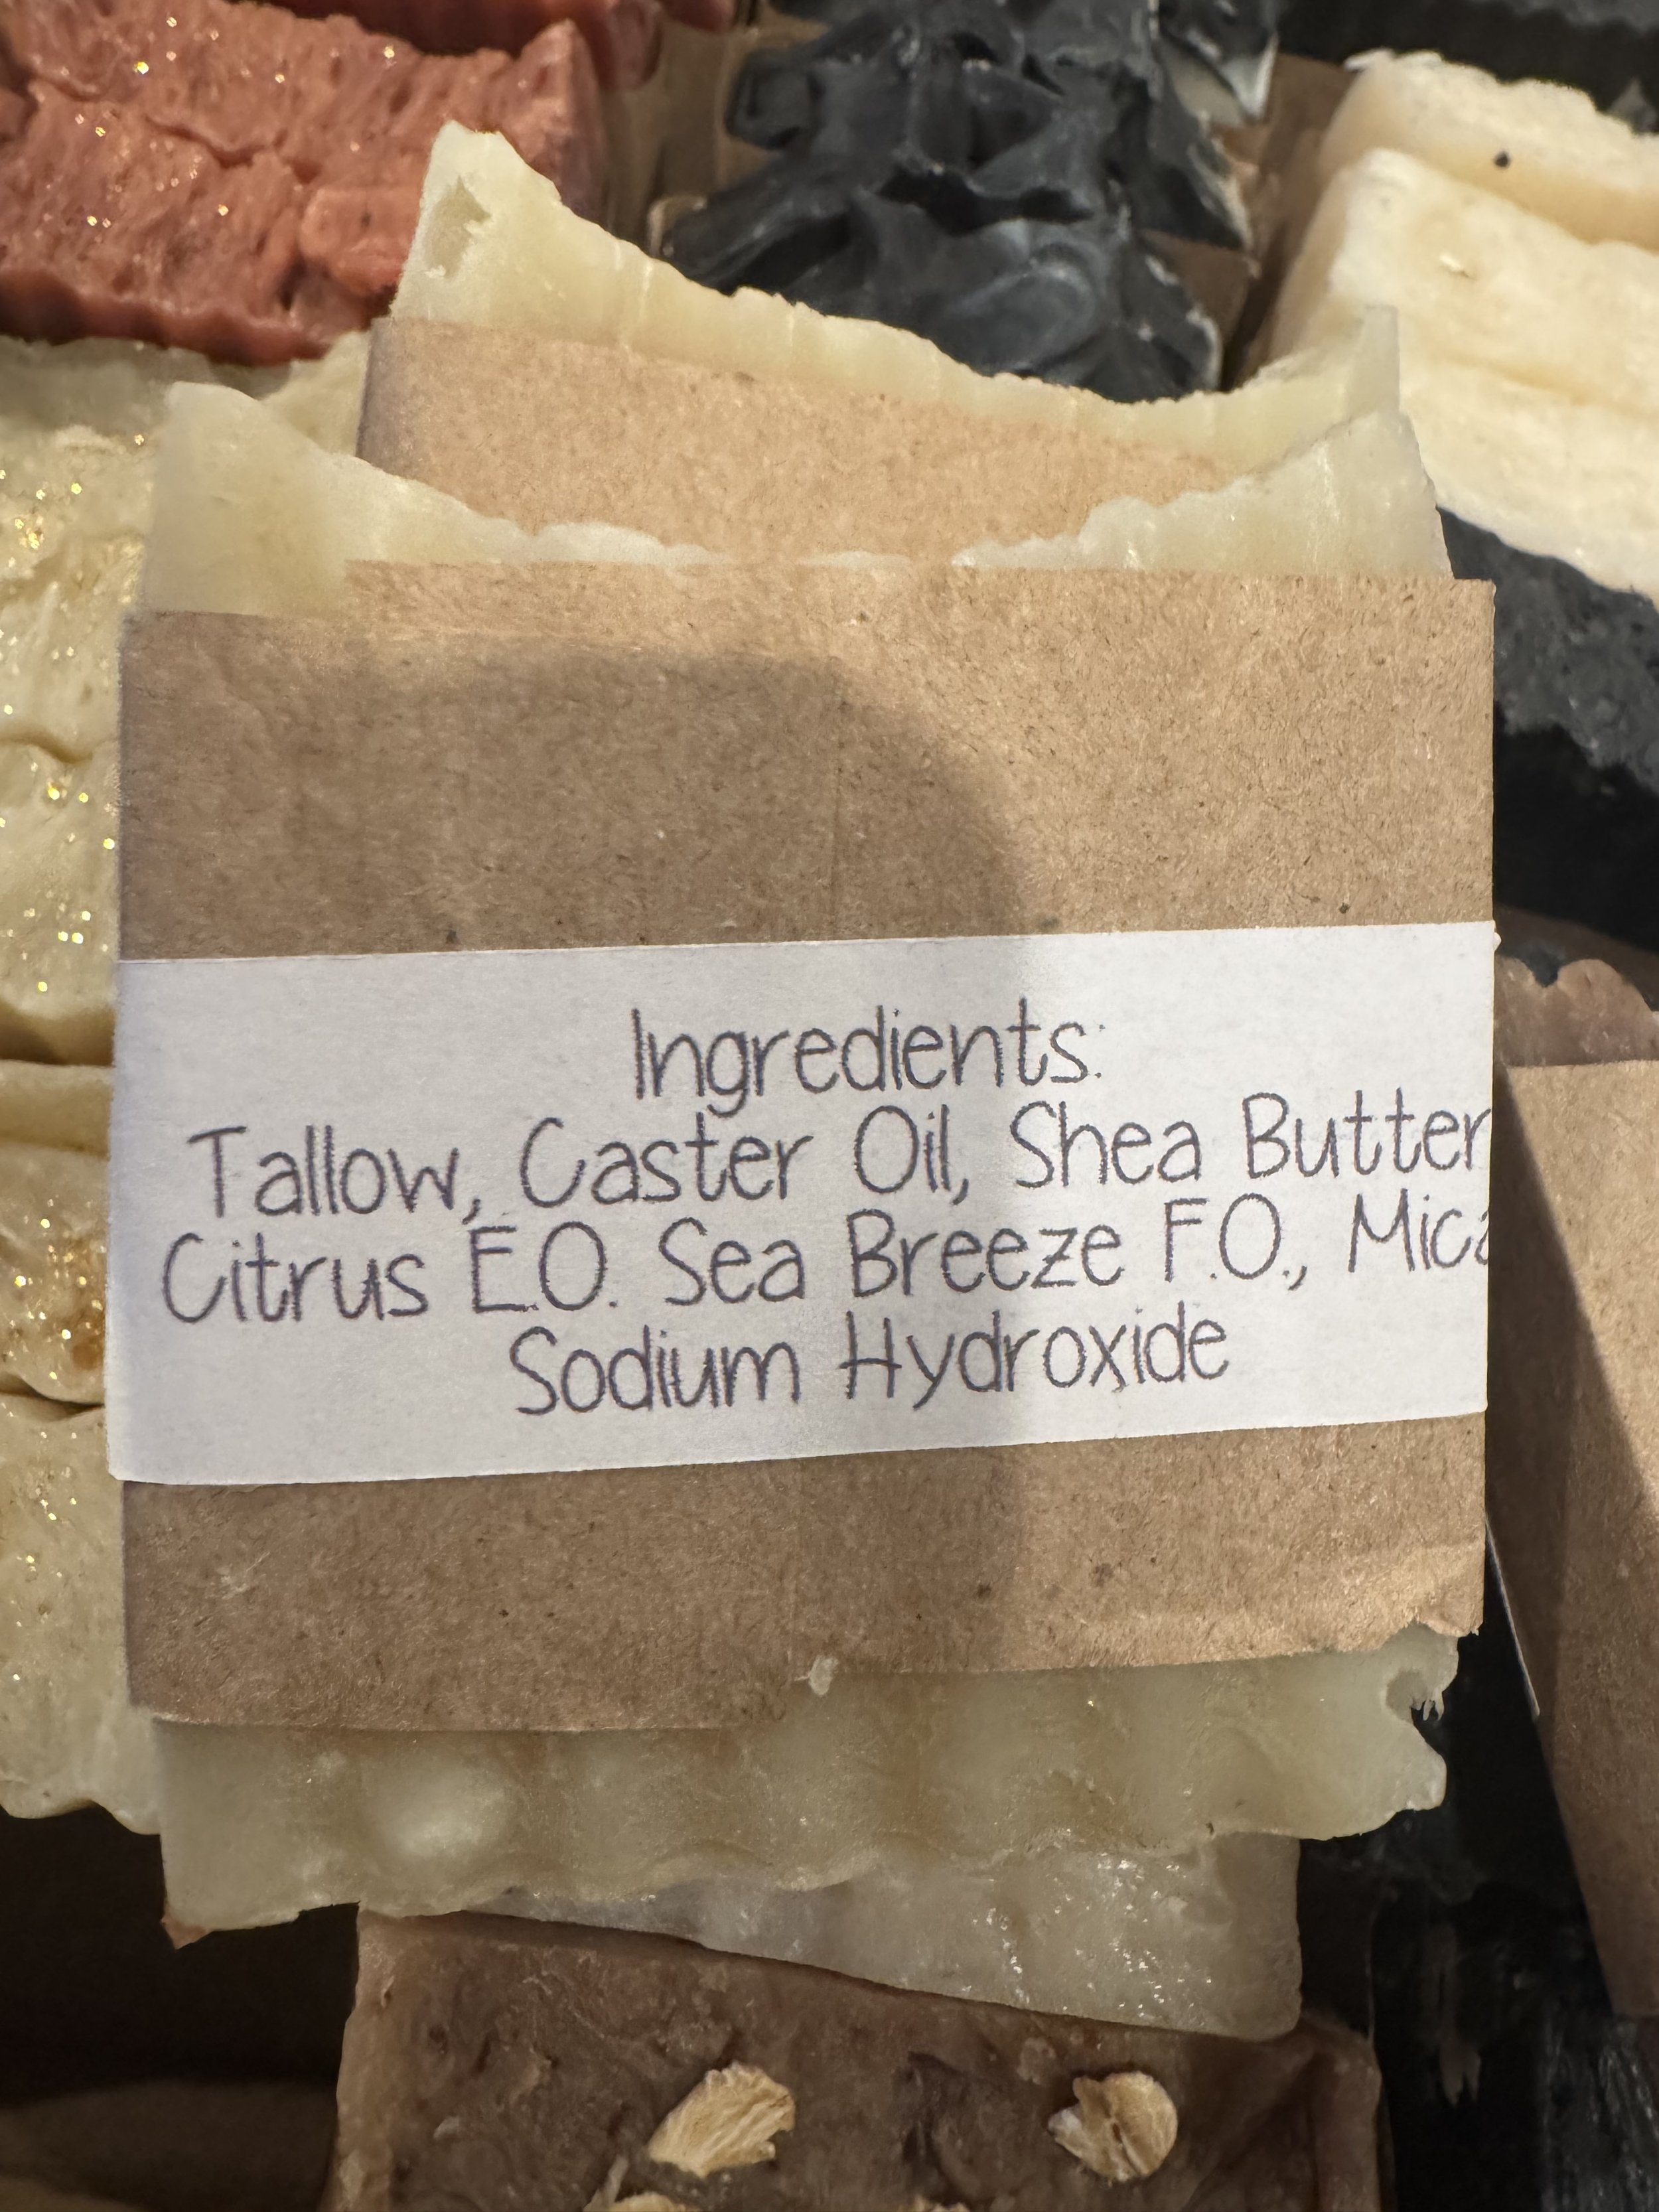 Ingredients:
Tallow, Caster Oil, Shea Butter
Citrus E.O. Sea Breeze F.O., Mica
Sodium Hydroxide